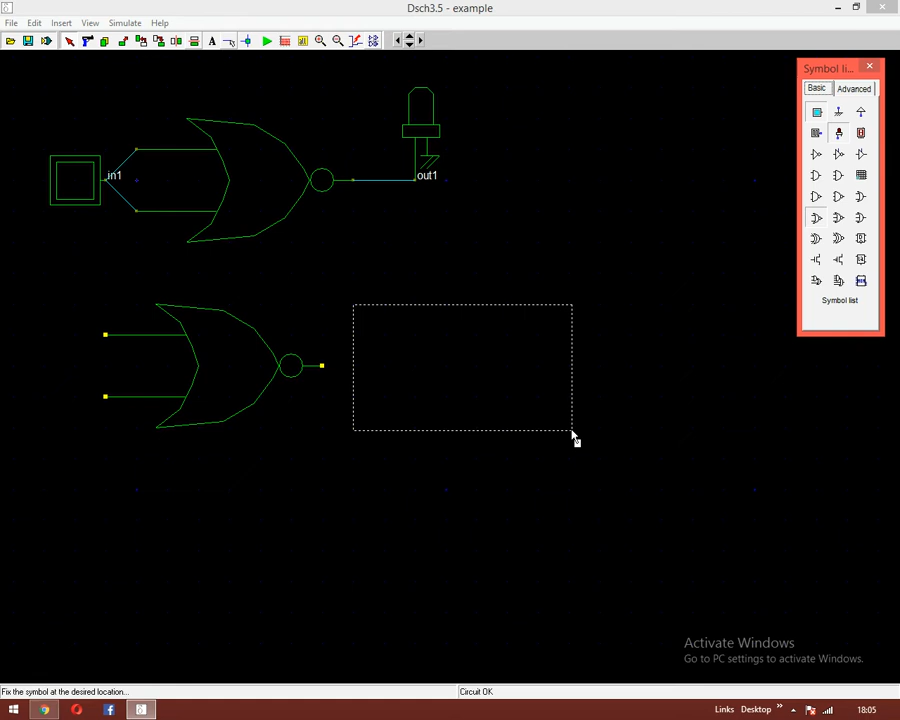 Dsch3.5 - example
File Edit Insert View Simulate Help
A
Symbol li...
Basic Advanced
in1
out1
Symbol list
Activate Windows
Go to PC settings to activate Windows.
Fix the symbol at the desired location... Circuit OK
Links Desktop 18:05